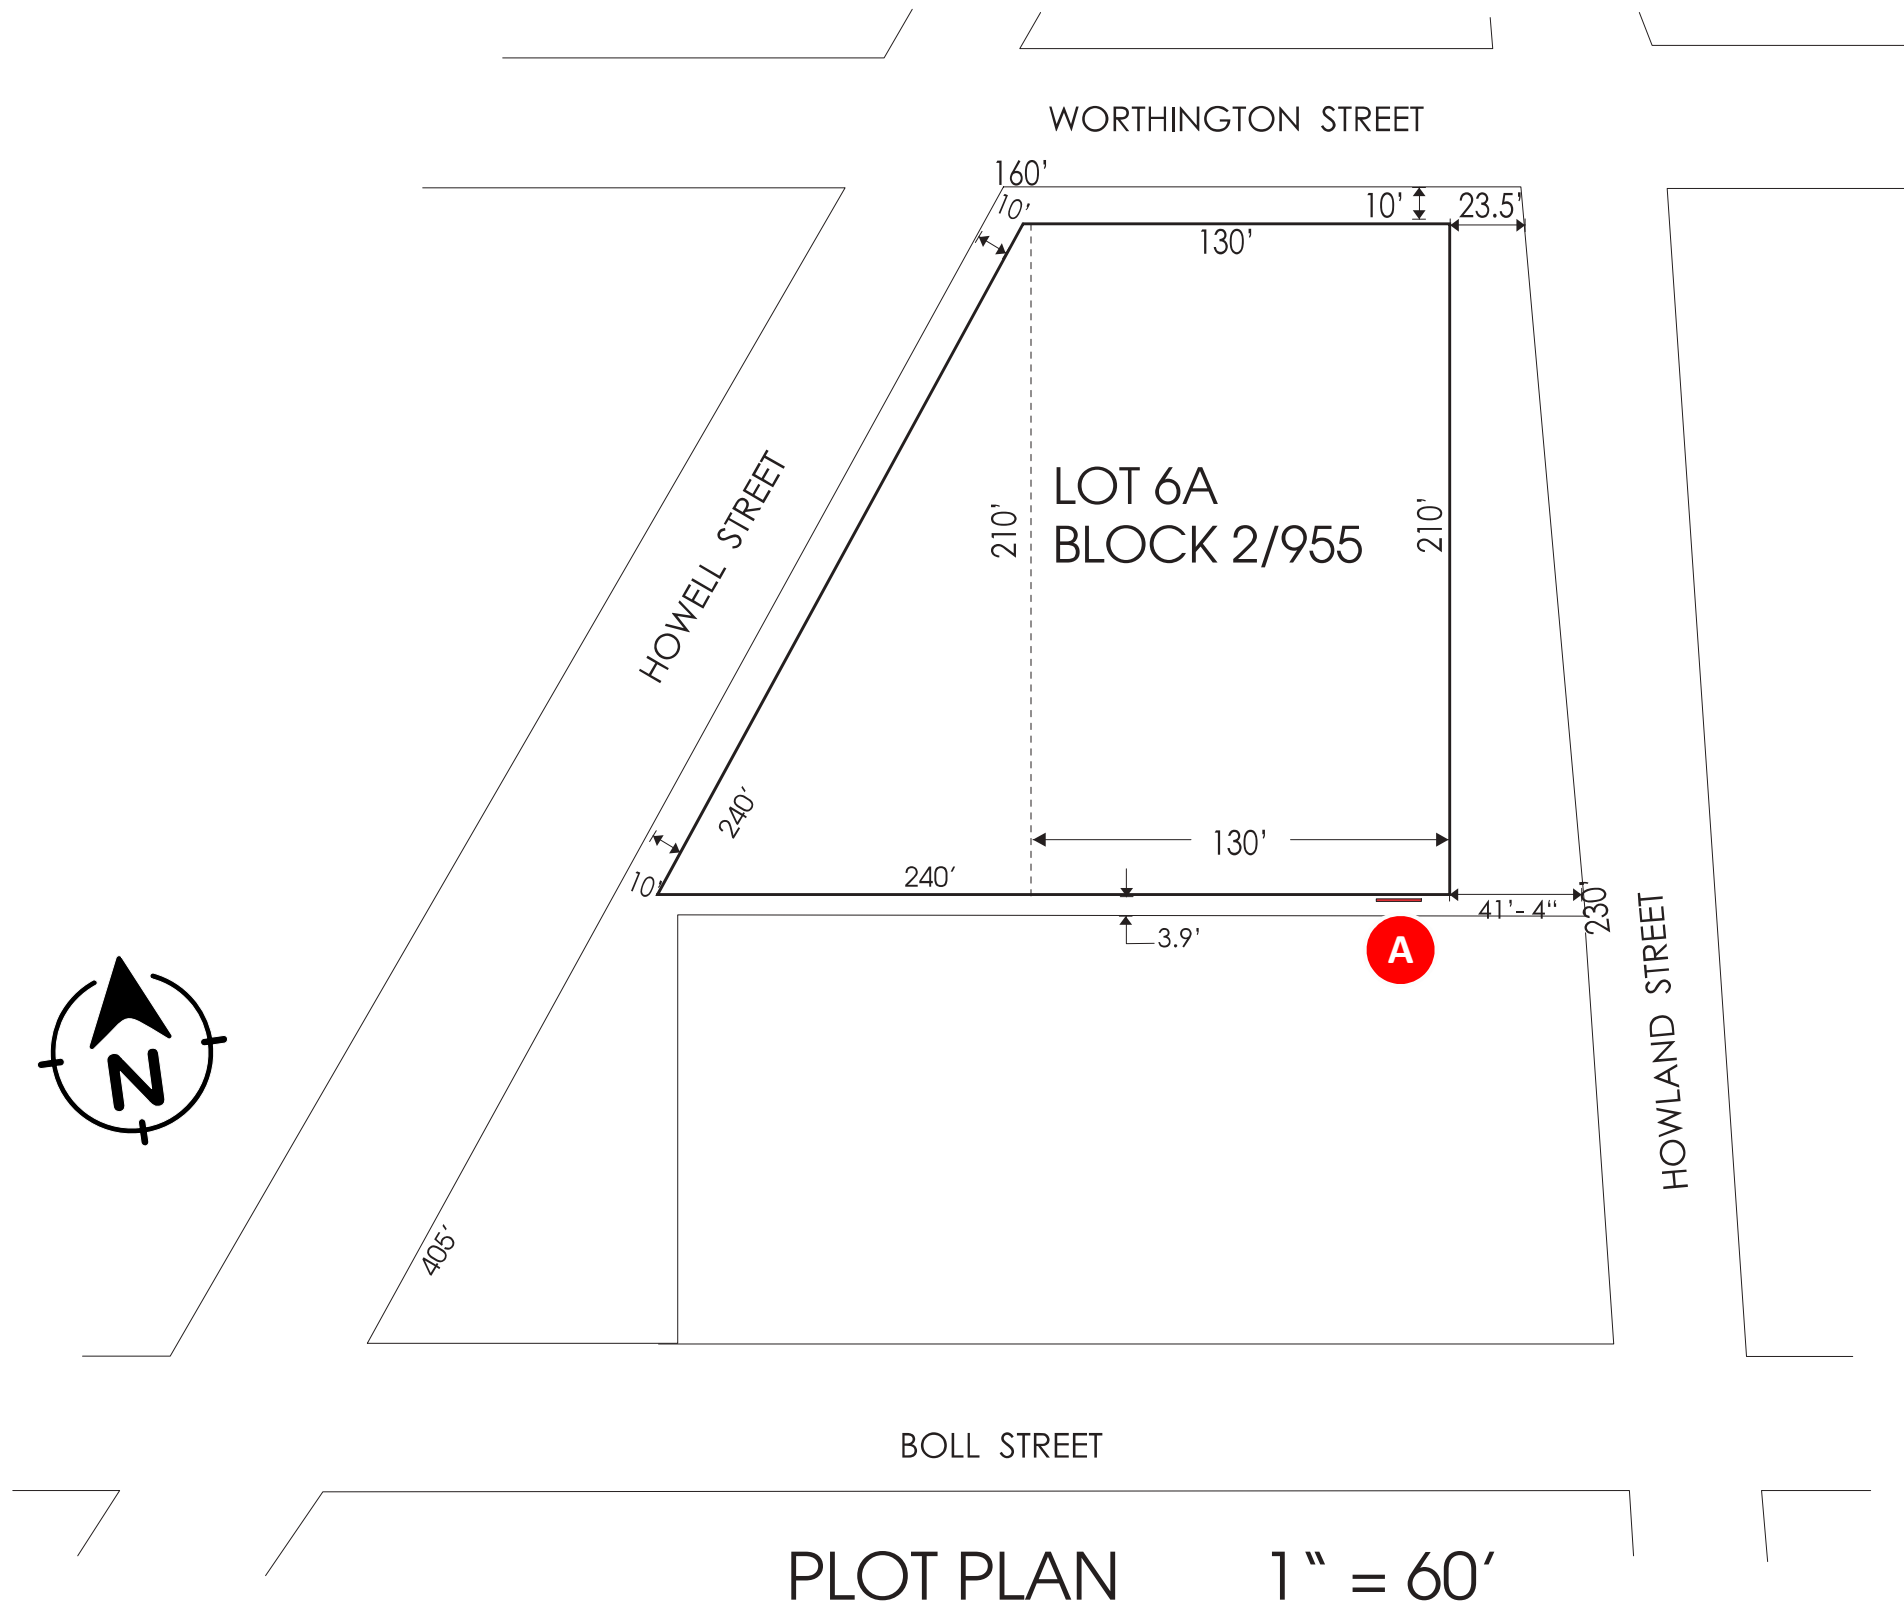 WORTHINGTON STREET
160'
10'
10'
23.5'
130'
HOWELL STREET
LOT 6A
BLOCK 2/955
210'
210'
240'
130'
10'
240'
41'-4"
230'
3.9'
A
HOWLAND STREET
N
405'
BOLL STREET
PLOT PLAN 1" = 60'